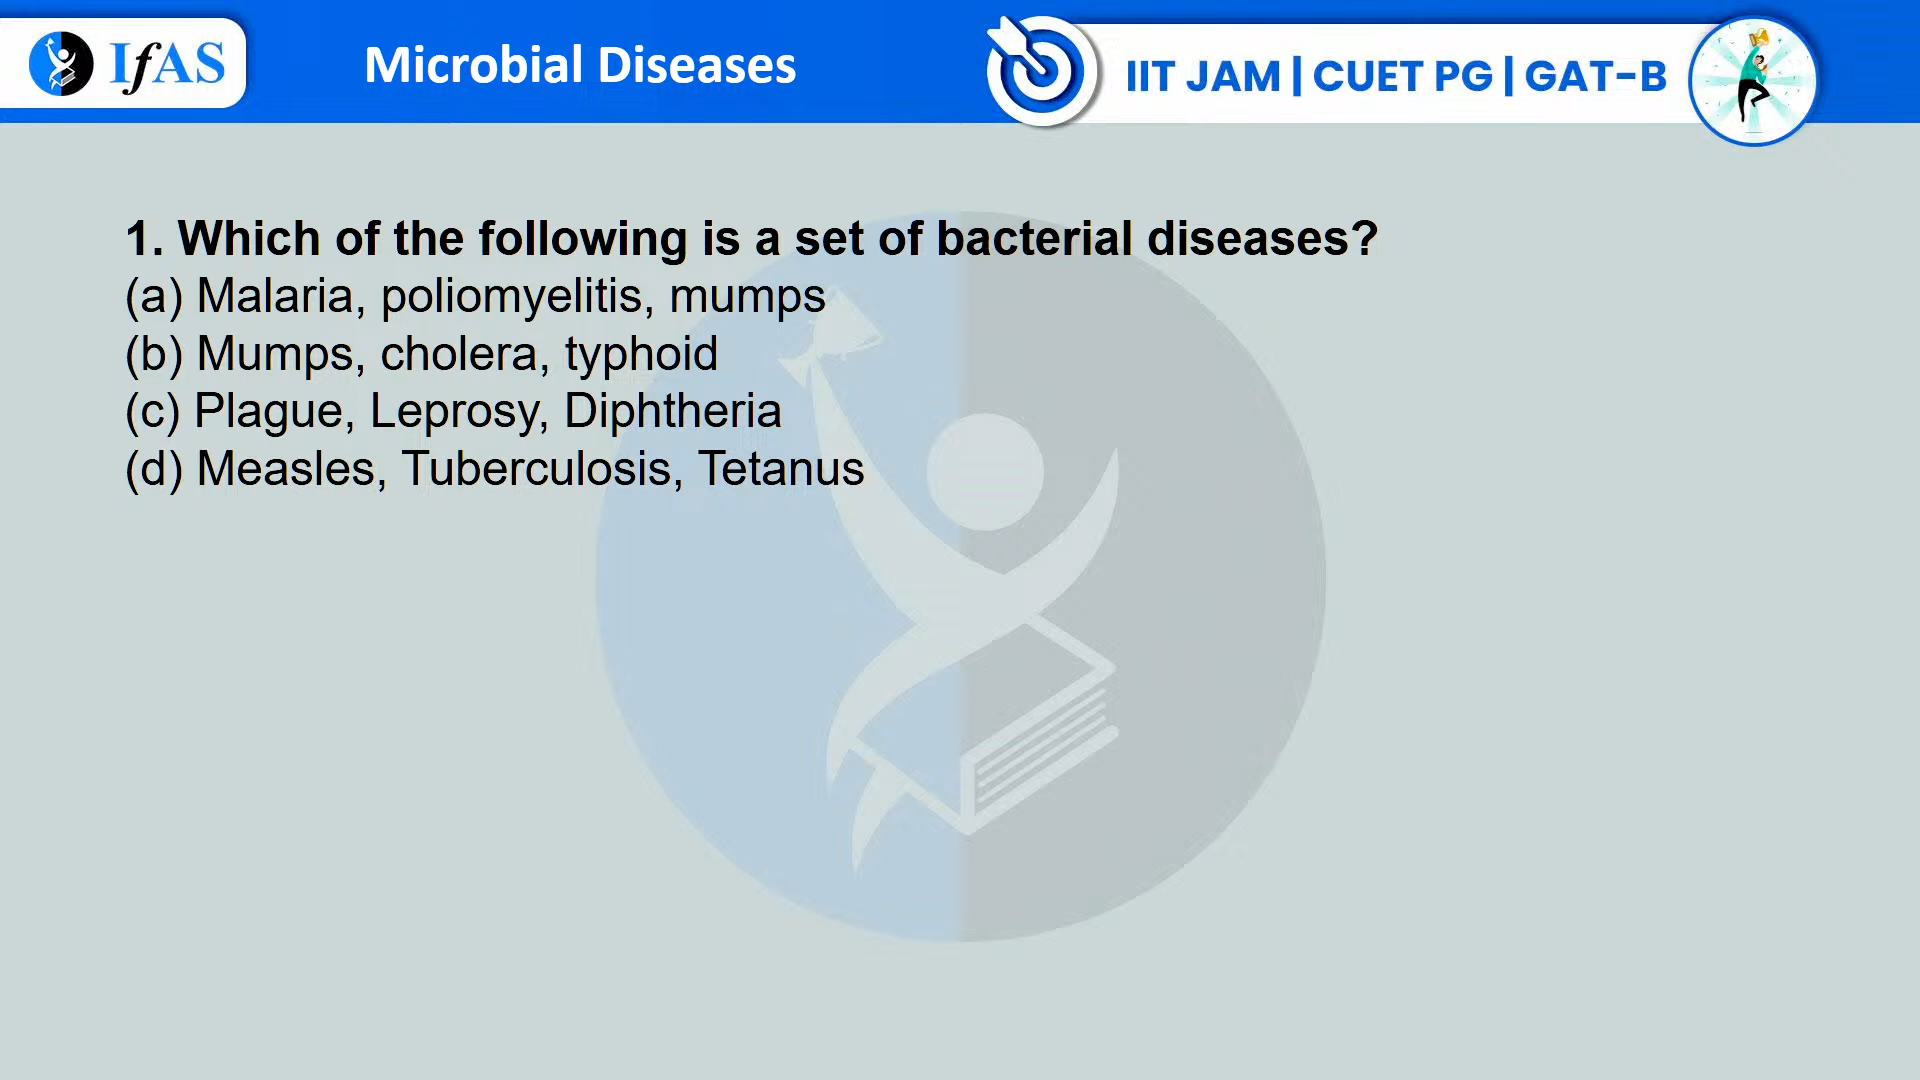 IfAS
Microbial Diseases
IIT JAM | CUET PG | GAT-B
1. Which of the following is a set of bacterial diseases?
(a) Malaria, poliomyelitis, mumps
(b) Mumps, cholera, typhoid
(c) Plague, Leprosy, Diphtheria
(d) Measles, Tuberculosis, Tetanus